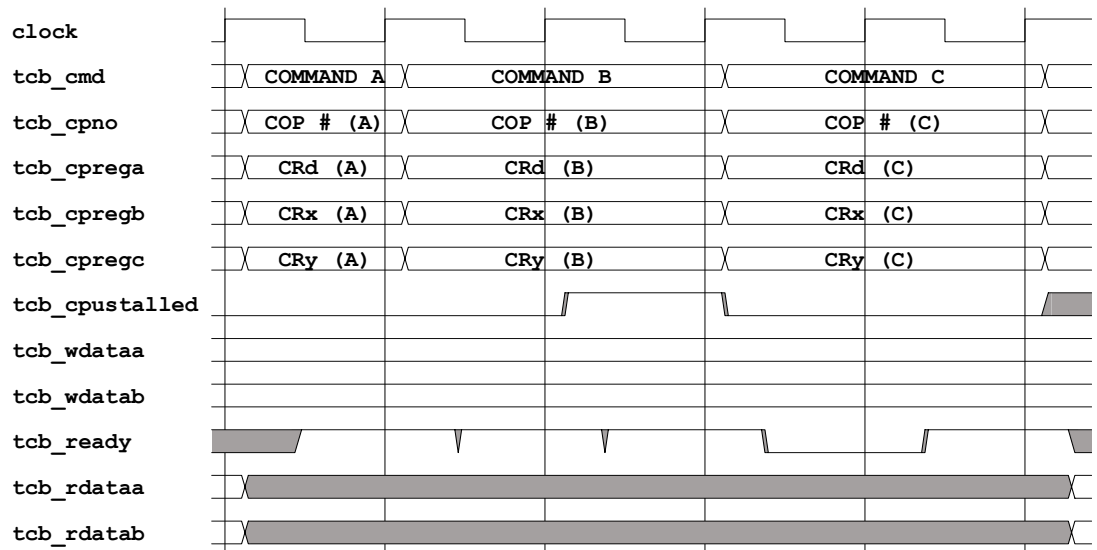 clock
tcb_cmd COMMAND A COMMAND B COMMAND C
tcb_cpno COP # (A) COP # (B) COP # (C)
tcb_cprega CRd (A) CRd (B) CRd (C)
tcb_cpregb CRx (A) CRx (B) CRx (C)
tcb_cpregc CRy (A) CRy (B) CRy (C)
tcb_cpustalled
tcb_wdataa
tcb_wdatab
tcb_ready
tcb_rdataa
tcb_rdatab